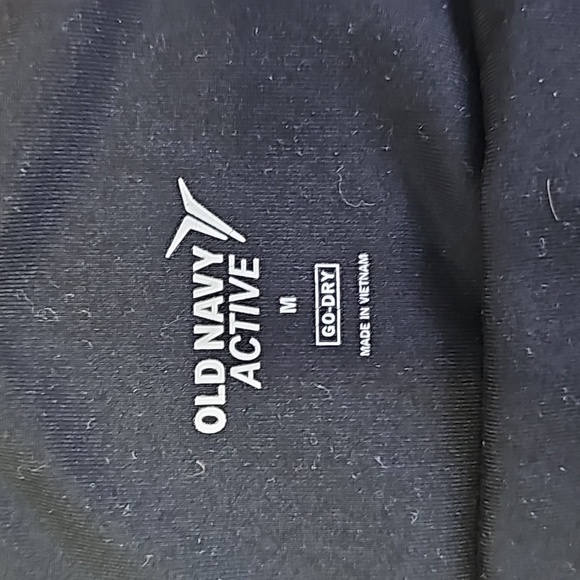 OLD NAVY
ACTIVE
M
GO-DRY
MADE IN VIETNAM